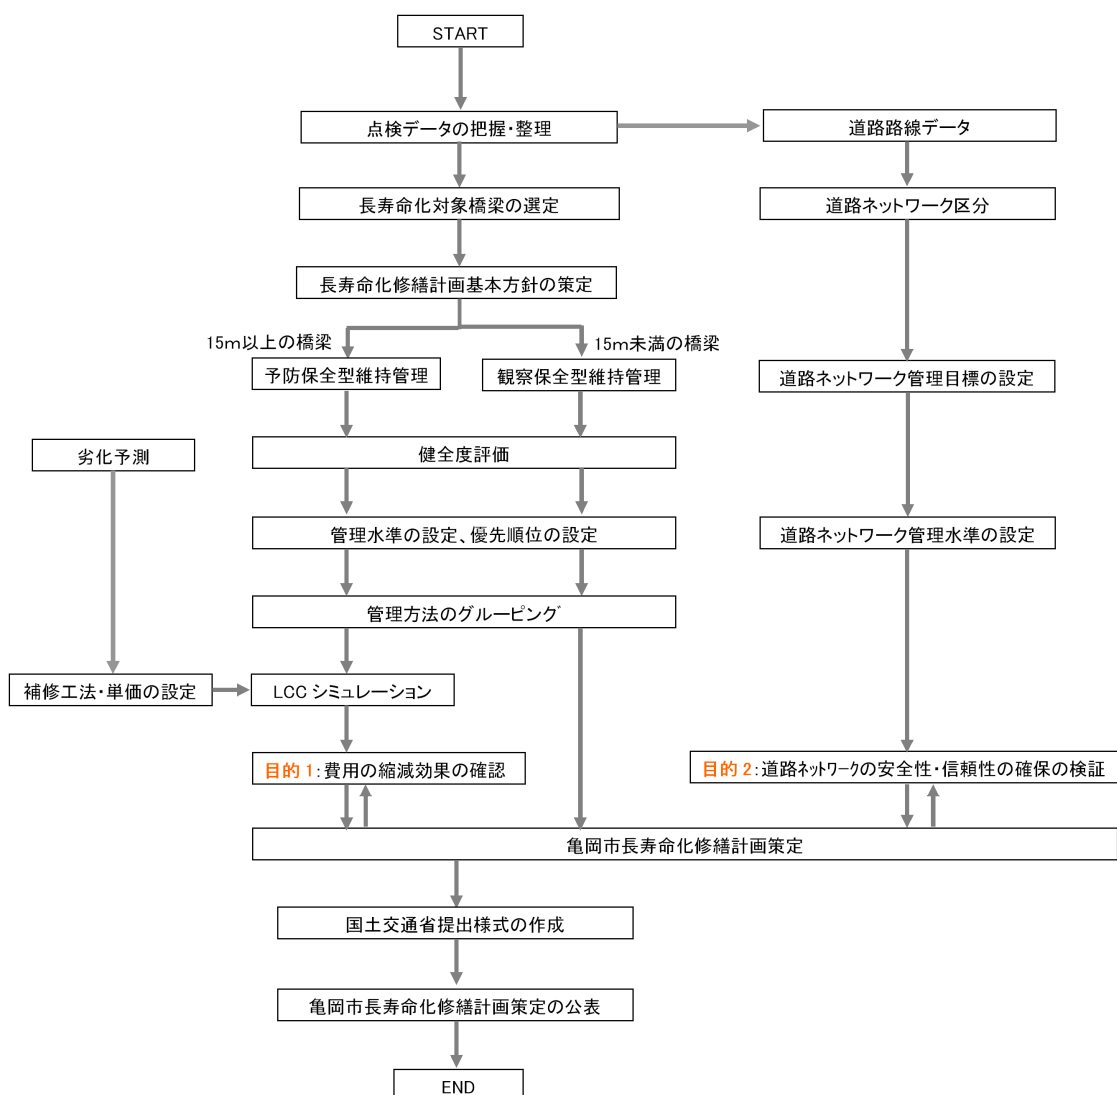 START
点検データの把握・整理
道路路線データ
長寿命化対象橋梁の選定
道路ネットワーク区分
長寿命化修繕計画基本方針の策定
15m以上の橋梁
15m未満の橋梁
予防保全型維持管理
観察保全型維持管理
道路ネットワーク管理目標の設定
劣化予測
健全度評価
管理水準の設定、優先順位の設定
道路ネットワーク管理水準の設定
管理方法のグルーピング
補修工法・単価の設定
LCC シミュレーション
目的 1:費用の縮減効果の確認
目的 2:道路ネットワークの安全性・信頼性の確保の検証
亀岡市長寿命化修繕計画策定
国土交通省提出様式の作成
亀岡市長寿命化修繕計画策定の公表
END